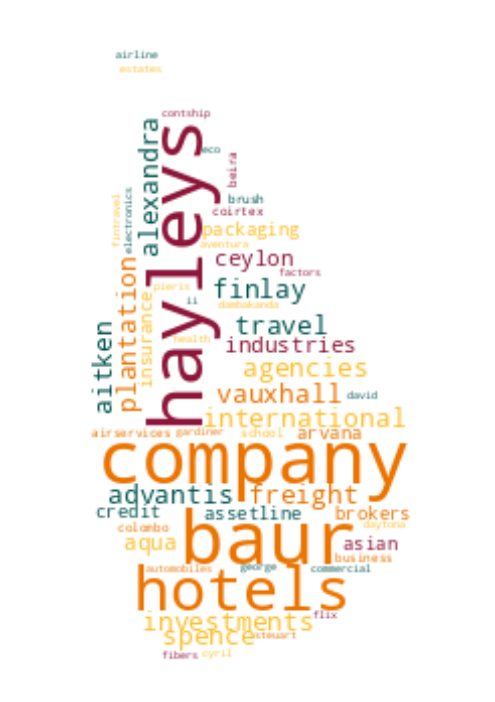 airline
estates
contship
hayleys
alexandra
eco
beira
brush
coirtex
packaging
aventura
electronics
fintravel
ceylon
factors
plantation
insurance
pieris
finlay
ii
dambakanda
travel
health
industries
aitken
agencies
vauxhall
david
international
airservices
gardiner
school
arvana
company
advantis
freight
credit
assetline
brokers
colombo
daytona
baur
aqua
asian
business
automobiles
george
commercial
hotels
investments
flix
spence
steuart
fibers
cyril